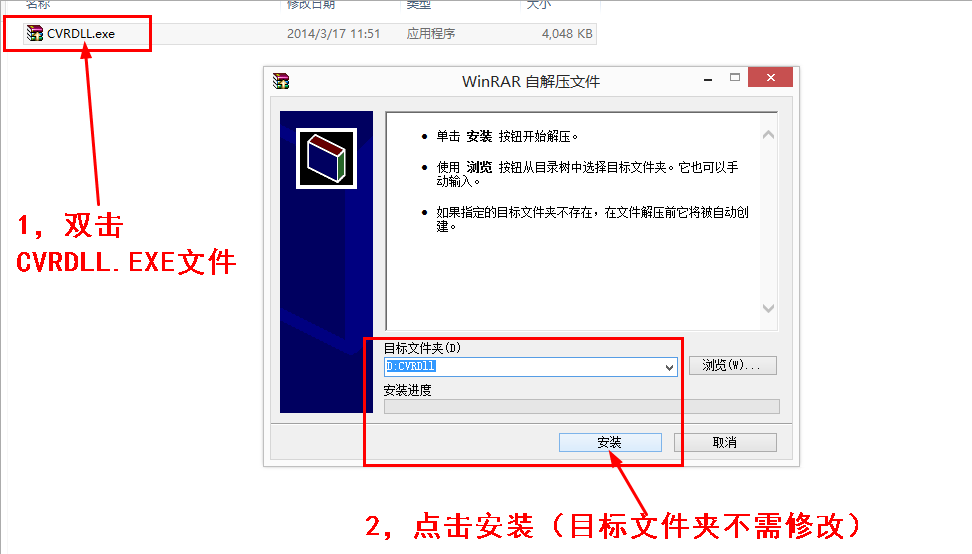 名称 修改日期 类型 大小
CVRDLL.exe 2014/3/17 11:51 应用程序 4,048 KB
WinRAR 自解压文件
• 单击 安装 按钮开始解压。
• 使用 浏览 按钮从目录树中选择目标文件夹。它也可以手
动输入。
• 如果指定的目标文件夹不存在，在文件解压前它将被自动创
建。
1，双击
CVRDLL.EXE文件
目标文件夹(D)
D:CVRDll
浏览(W)...
安装进度
安装 取消
2，点击安装（目标文件夹不需修改）